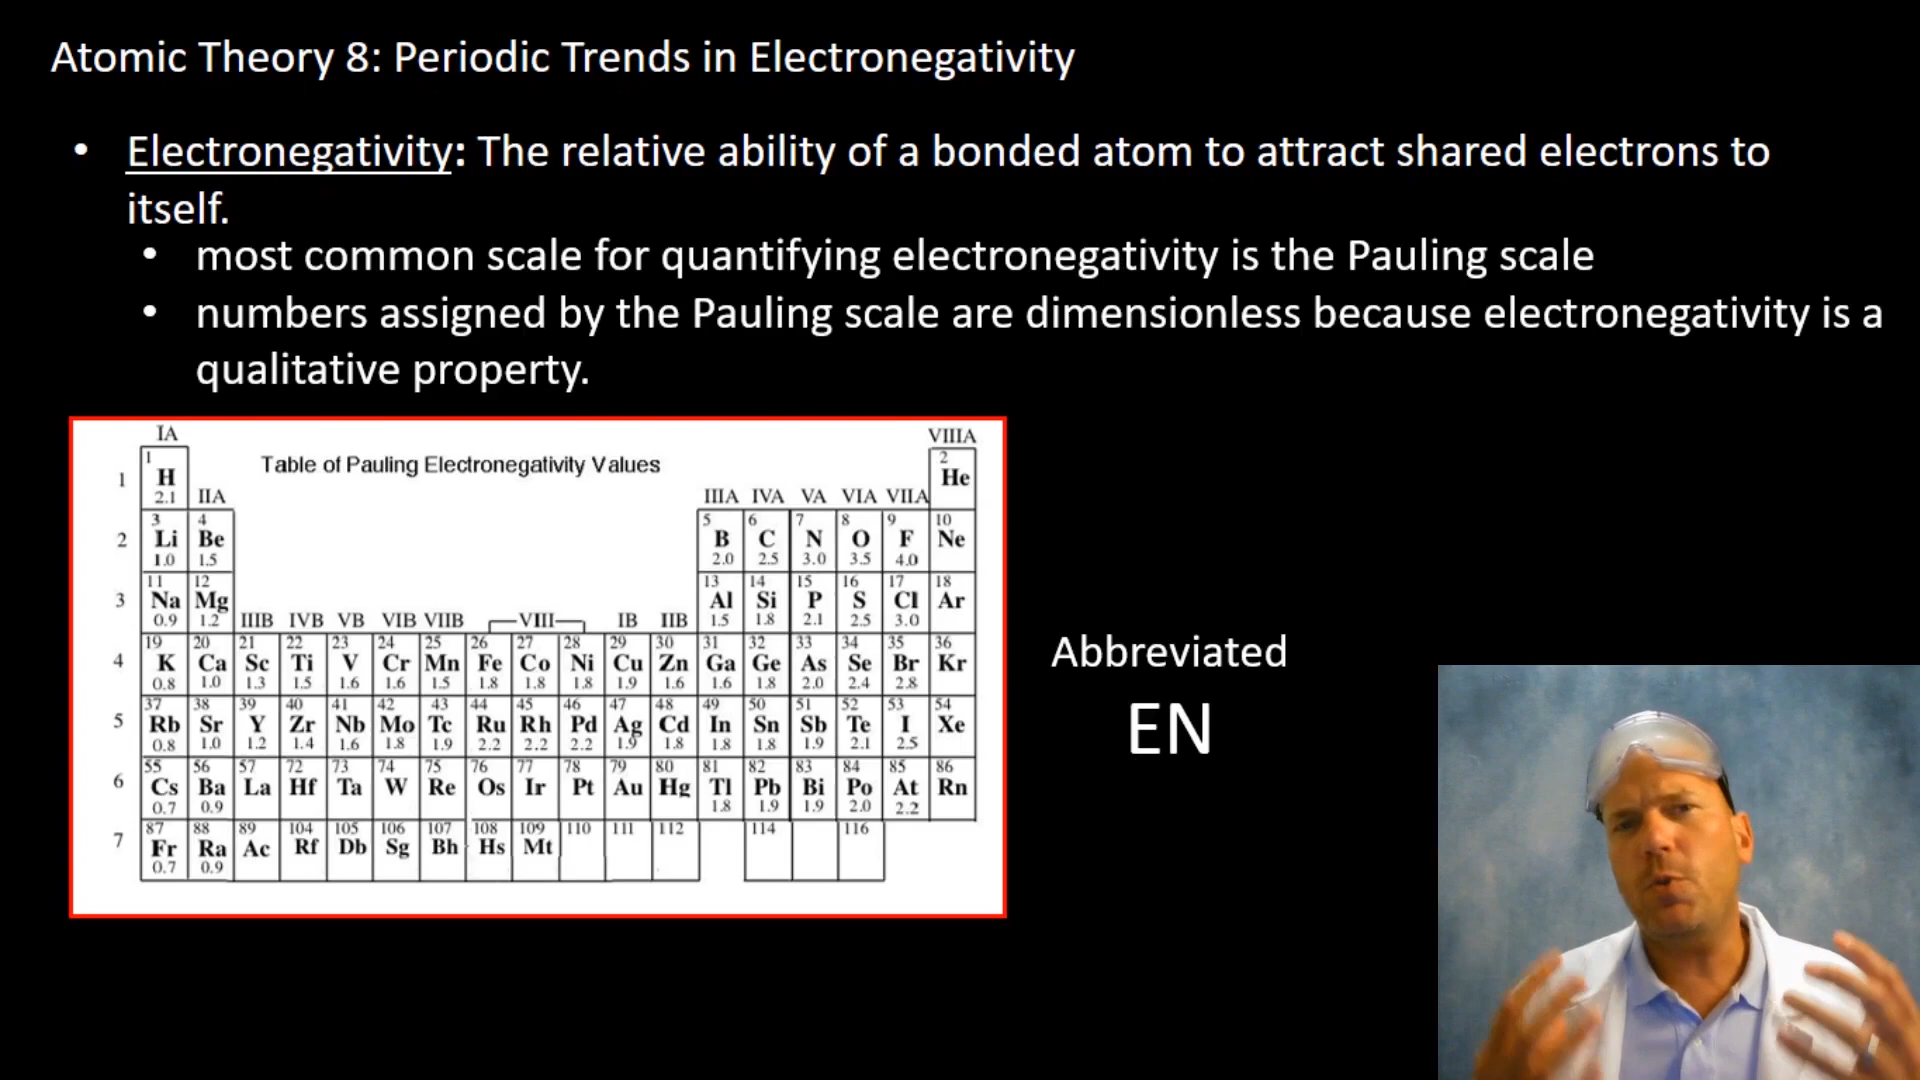 Atomic Theory 8: Periodic Trends in Electronegativity
• Electronegativity: The relative ability of a bonded atom to attract shared electrons to
itself.
• most common scale for quantifying electronegativity is the Pauling scale
• numbers assigned by the Pauling scale are dimensionless because electronegativity is a
qualitative property.
IA VIIIA
Table of Pauling Electronegativity Values
1 2
1 H He
2.1 IIA IIIA IVA VA VIA VIIA
3 4 5 6 7 8 9 10
2 Li Be B C N O F Ne
1.0 1.5 2.0 2.5 3.0 3.5 4.0
11 12 13 14 15 16 17 18
3 Na Mg Al Si P S Cl Ar
0.9 1.2 IIIB IVB VB VIB VIIB VIII IB IIB 1.5 1.8 2.1 2.5 3.0
19 20 21 22 23 24 25 26 27 28 29 30 31 32 33 34 35 36
4 K Ca Sc Ti V Cr Mn Fe Co Ni Cu Zn Ga Ge As Se Br Kr
0.8 1.0 1.3 1.5 1.6 1.6 1.5 1.8 1.8 1.8 1.9 1.6 1.6 1.8 2.0 2.4 2.8
37 38 39 40 41 42 43 44 45 46 47 48 49 50 51 52 53 54
5 Rb Sr Y Zr Nb Mo Tc Ru Rh Pd Ag Cd In Sn Sb Te I Xe
0.8 1.0 1.2 1.4 1.6 1.8 1.9 2.2 2.2 2.2 1.9 1.8 1.8 1.8 1.9 2.1 2.5
55 56 57 72 73 74 75 76 77 78 79 80 81 82 83 84 85 86
6 Cs Ba La Hf Ta W Re Os Ir Pt Au Hg Tl Pb Bi Po At Rn
0.7 0.9 1.8 1.9 1.9 2.0 2.2
87 88 89 104 105 106 107 108 109 110 111 112 114 116
7 Fr Ra Ac Rf Db Sg Bh Hs Mt
0.7 0.9
Abbreviated
EN